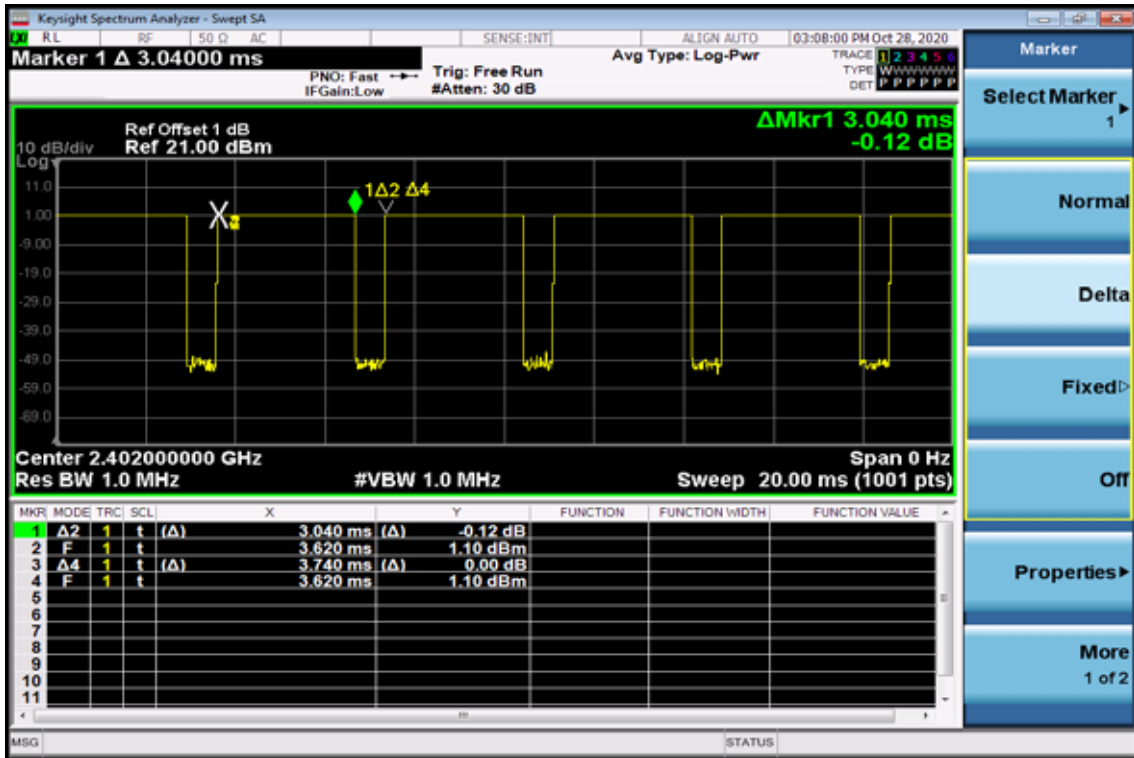 Keysight Spectrum Analyzer - Swept SA
LXI RL RF 50 Ω AC SENSE:INT ALIGN AUTO 03:08:00 PM Oct 28, 2020
Marker 1 Δ 3.04000 ms
PNO: Fast
IFGain:Low
Trig: Free Run
#Atten: 30 dB
Avg Type: Log-Pwr
TRACE 1 2 3 4 5 6
TYPE WWWWWW
DET P P P P P P
ΔMkr1 3.040 ms
-0.12 dB
Ref Offset 1 dB
10 dB/div Ref 21.00 dBm
Log
11.0
1.00
-9.00
-19.0
-29.0
-39.0
-49.0
-59.0
-69.0
X
1Δ2 Δ4
Center 2.402000000 GHz Span 0 Hz
Res BW 1.0 MHz #VBW 1.0 MHz Sweep 20.00 ms (1001 pts)
MKR MODE TRC SCL X Y FUNCTION FUNCTION WIDTH FUNCTION VALUE
1 Δ2 1 t (Δ) 3.040 ms (Δ) -0.12 dB
2 F 1 t 3.620 ms 1.10 dBm
3 Δ4 1 t (Δ) 3.740 ms (Δ) 0.00 dB
4 F 1 t 3.620 ms 1.10 dBm
5
6
7
8
9
10
11
MSG STATUS
Marker
Select Marker
1
Normal
Delta
Fixed
Off
Properties
More
1 of 2